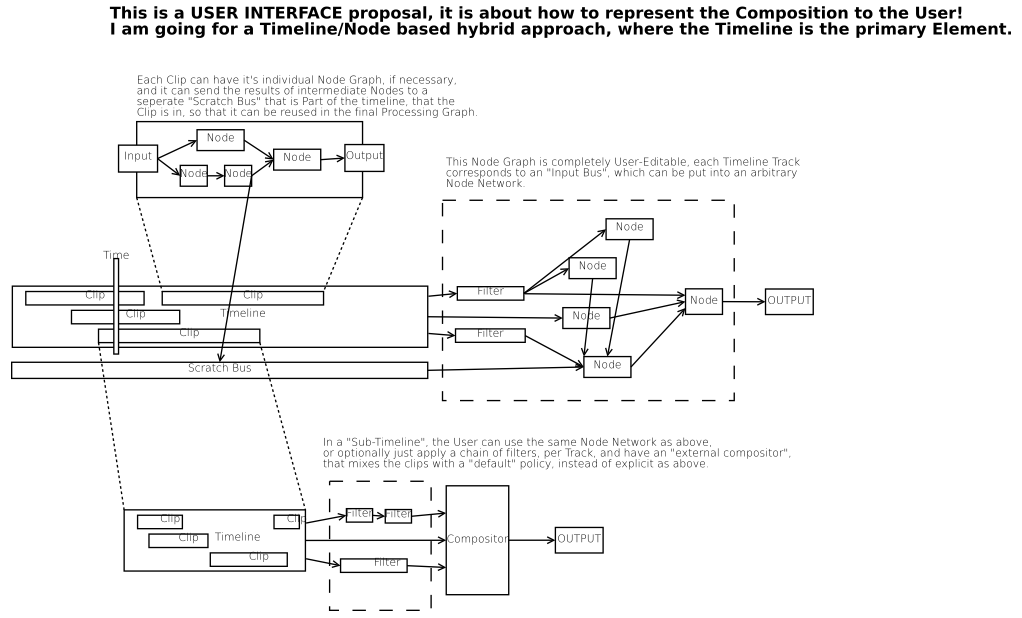 This is a USER INTERFACE proposal, it is about how to represent the Composition to the User!
I am going for a Timeline/Node based hybrid approach, where the Timeline is the primary Element.
Each Clip can have it's individual Node Graph, if necessary,
and it can send the results of intermediate Nodes to a
seperate "Scratch Bus" that is Part of the timeline, that the
Clip is in, so that it can be reused in the final Processing Graph.
Node
Input
Node
Output
Node
Node
This Node Graph is completely User-Editable, each Timeline Track
corresponds to an "Input Bus", which can be put into an arbitrary
Node Network.
Time
Clip
Clip
Clip
Timeline
Clip
Scratch Bus
Node
Node
Filter
Node
Node
Filter
Node
OUTPUT
In a "Sub-Timeline", the User can use the same Node Network as above,
or optionally just apply a chain of filters, per Track, and have an "external compositor",
that mixes the clips with a "default" policy, instead of explicit as above.
Clip
Clip
Clip
Timeline
Clip
Filter
Filter
Filter
Compositor
OUTPUT